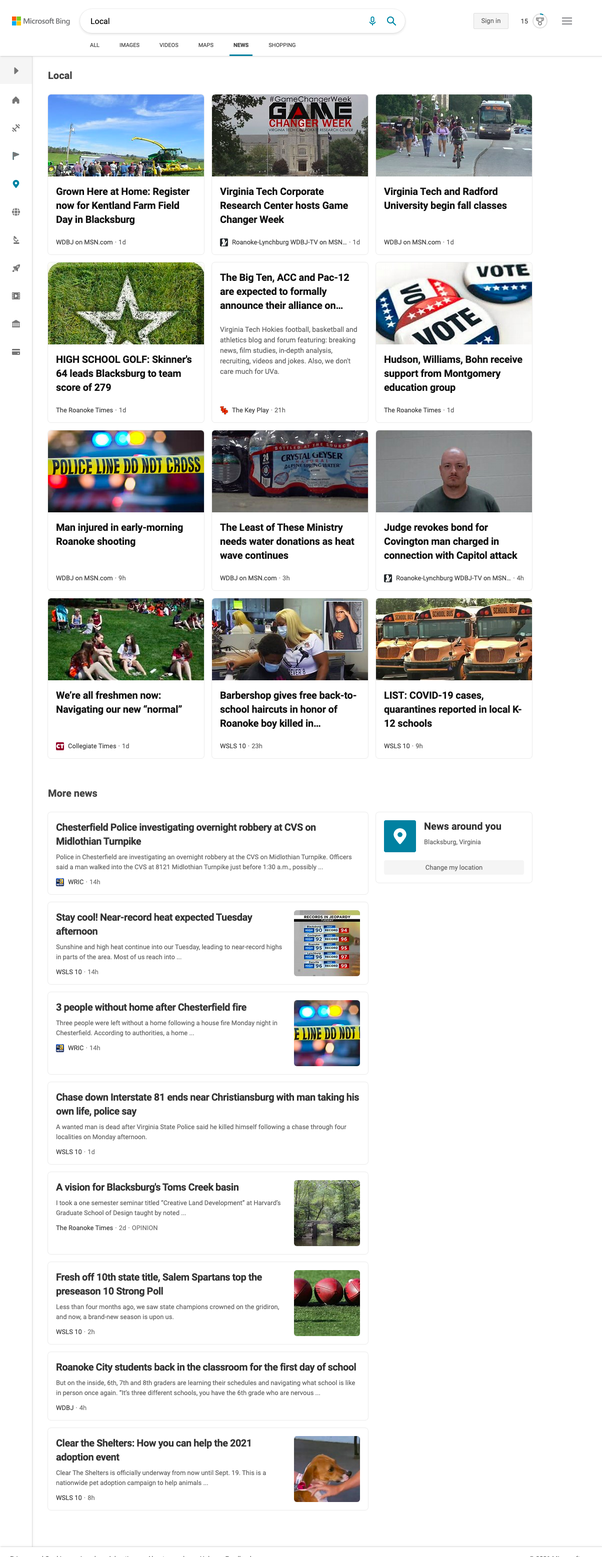 Microsoft Bing
Local
Sign in
15
ALL
IMAGES
VIDEOS
MAPS
NEWS
SHOPPING
Local
Grown Here at Home: Register
now for Kentland Farm Field
Day in Blacksburg
WDBJ on MSN.com · 1d
#GameChangerWeek
GAME
CHANGER WEEK
Virginia Tech Corporate
Research Center hosts Game
Changer Week
Roanoke-Lynchburg WDBJ-TV on MSN... · 1d
Virginia Tech and Radford
University begin fall classes
WDBJ on MSN.com · 1d
HIGH SCHOOL GOLF: Skinner's
64 leads Blacksburg to team
score of 279
The Roanoke Times · 1d
The Big Ten, ACC and Pac-12
are expected to formally
announce their alliance on...
Virginia Tech Hokies football, basketball and
athletics blog and forum featuring: breaking
news, film studies, in-depth analysis,
recruiting, videos and jokes. Also, we don't
care much for UVa.
The Key Play · 21h
VOTE
VOTE
Hudson, Williams, Bohn receive
support from Montgomery
education group
The Roanoke Times · 1d
POLICE LINE DO NOT CROSS
Man injured in early-morning
Roanoke shooting
WDBJ on MSN.com · 9h
CRYSTAL GEYSER
The Least of These Ministry
needs water donations as heat
wave continues
WDBJ on MSN.com · 3h
Judge revokes bond for
Covington man charged in
connection with Capitol attack
Roanoke-Lynchburg WDBJ-TV on MSN... · 4h
We're all freshmen now:
Navigating our new “normal”
CT Collegiate Times · 1d
Barbershop gives free back-to-
school haircuts in honor of
Roanoke boy killed in...
WSLS 10 · 23h
SCHOOL BUS
SCHOOL BUS
SCHOOL BUS
LIST: COVID-19 cases,
quarantines reported in local K-
12 schools
WSLS 10 · 9h
More news
Chesterfield Police investigating overnight robbery at CVS on
Midlothian Turnpike
Police in Chesterfield are investigating an overnight robbery at the CVS on Midlothian Turnpike. Officers
said a man walked into the CVS at 8121 Midlothian Turnpike just before 1:30 a.m., possibly ...
WRIC · 14h
News around you
Blacksburg, Virginia
Change my location
Stay cool! Near-record heat expected Tuesday
afternoon
Sunshine and high heat continue into our Tuesday, leading to near-record highs
in parts of the area. Most of us reach into ...
WSLS 10 · 14h
RECORDS IN JEOPARDY
90 94
92 96
95 95
96 97
96 99
3 people without home after Chesterfield fire
Three people were left without a home following a house fire Monday night in
Chesterfield. According to authorities, a home ...
WRIC · 14h
E LINE DO NOT
Chase down Interstate 81 ends near Christiansburg with man taking his
own life, police say
A wanted man is dead after Virginia State Police said he killed himself following a chase through four
localities on Monday afternoon.
WSLS 10 · 1d
A vision for Blacksburg's Toms Creek basin
I took a one semester seminar titled “Creative Land Development” at Harvard's
Graduate School of Design taught by noted ...
The Roanoke Times · 2d · OPINION
Fresh off 10th state title, Salem Spartans top the
preseason 10 Strong Poll
Less than four months ago, we saw state champions crowned on the gridiron,
and now, a brand-new season is upon us.
WSLS 10 · 2h
Roanoke City students back in the classroom for the first day of school
But on the inside, 6th, 7th and 8th graders are learning their schedules and navigating what school is like
in person once again. “It's three different schools, you have the 6th grade who are nervous ...
WDBJ · 4h
Clear the Shelters: How you can help the 2021
adoption event
Clear The Shelters is officially underway from now until Sept. 19. This is a
nationwide pet adoption campaign to help animals ...
WSLS 10 · 8h